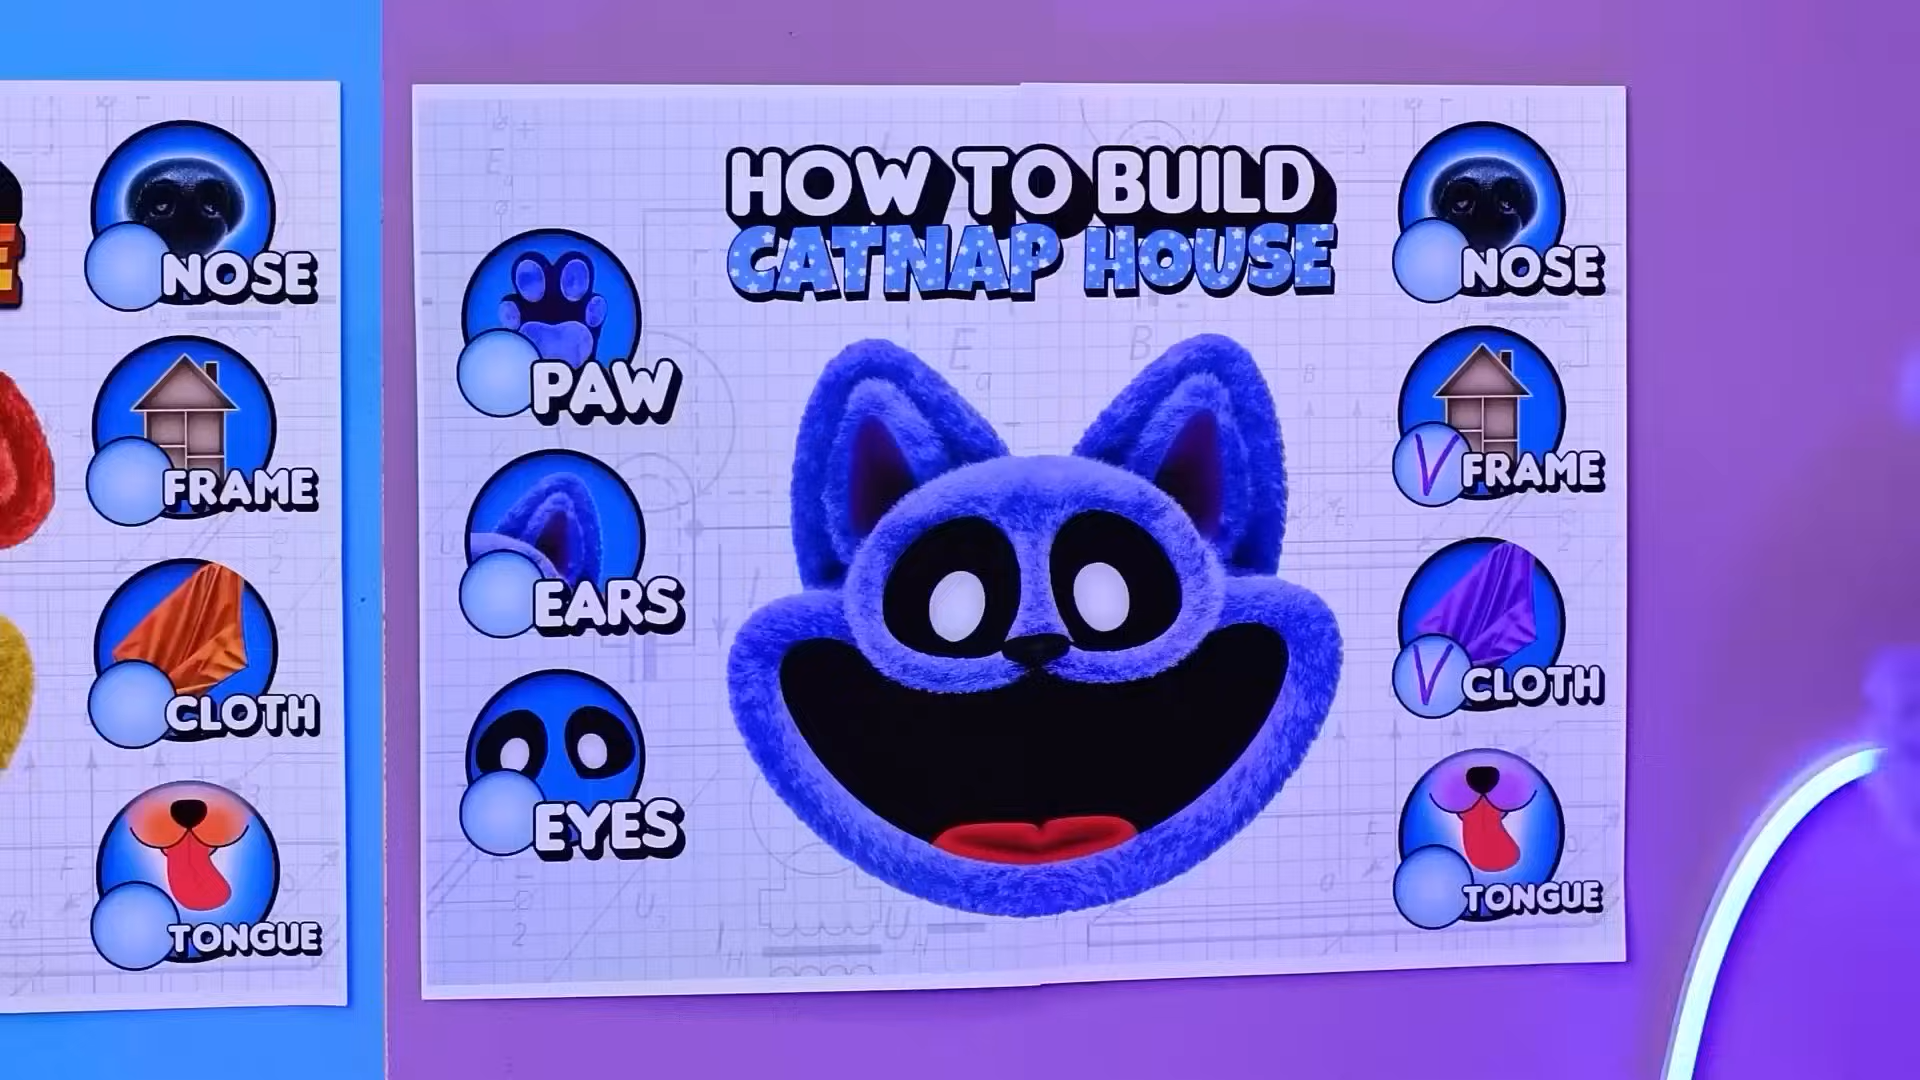 NOSE
FRAME
CLOTH
TONGUE
HOW TO BUILD
CATNAP HOUSE
PAW
EARS
EYES
NOSE
V FRAME
V CLOTH
TONGUE